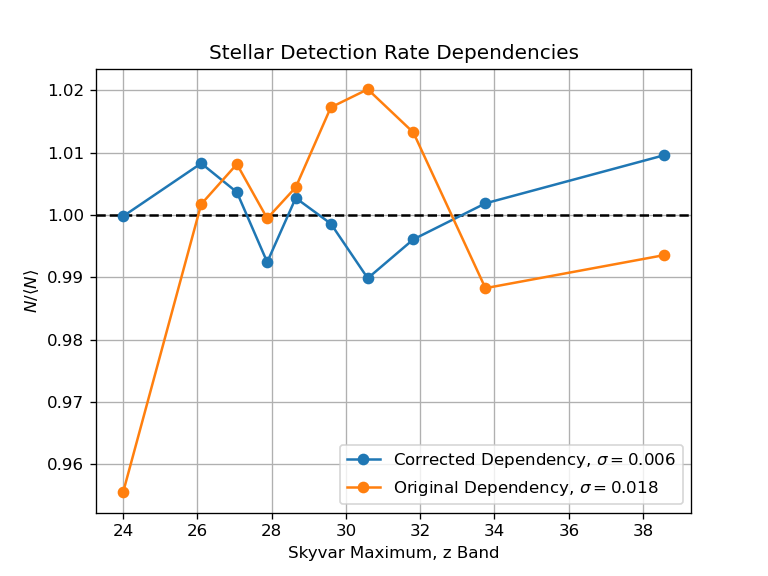 Stellar Detection Rate Dependencies
1.02
1.01
1.00
0.99
0.98
0.97
0.96
N/⟨N⟩
Corrected Dependency, σ = 0.006
Original Dependency, σ = 0.018
24 26 28 30 32 34 36 38
Skyvar Maximum, z Band